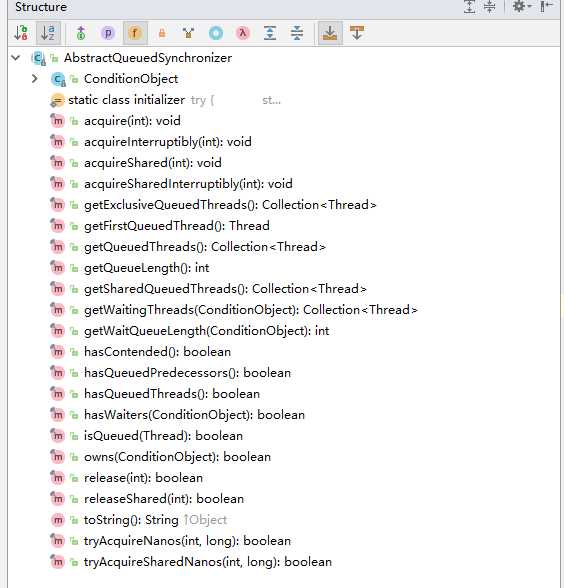 Structure
AbstractQueuedSynchronizer
ConditionObject
static class initializer try { st...
acquire(int): void
acquireInterruptibly(int): void
acquireShared(int): void
acquireSharedInterruptibly(int): void
getExclusiveQueuedThreads(): Collection<Thread>
getFirstQueuedThread(): Thread
getQueuedThreads(): Collection<Thread>
getQueueLength(): int
getSharedQueuedThreads(): Collection<Thread>
getWaitingThreads(ConditionObject): Collection<Thread>
getWaitQueueLength(ConditionObject): int
hasContended(): boolean
hasQueuedPredecessors(): boolean
hasQueuedThreads(): boolean
hasWaiters(ConditionObject): boolean
isQueued(Thread): boolean
owns(ConditionObject): boolean
release(int): boolean
releaseShared(int): boolean
toString(): String ↑Object
tryAcquireNanos(int, long): boolean
tryAcquireSharedNanos(int, long): boolean